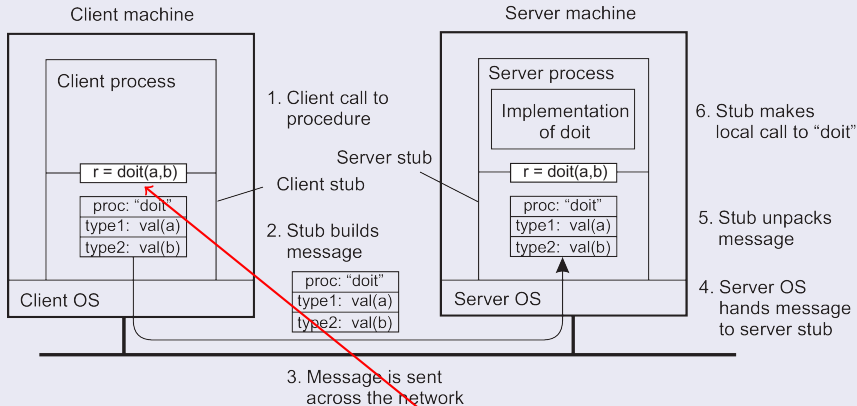 Client machine
Server machine
Client process
Server process
1. Client call to
procedure
Implementation
of doit
6. Stub makes
local call to “doit”
Server stub
r = doit(a,b)
r = doit(a,b)
Client stub
proc: “doit”
type1: val(a)
type2: val(b)
proc: “doit”
type1: val(a)
type2: val(b)
2. Stub builds
message
5. Stub unpacks
message
proc: “doit”
type1: val(a)
type2: val(b)
Client OS
Server OS
4. Server OS
hands message
to server stub
3. Message is sent
across the network